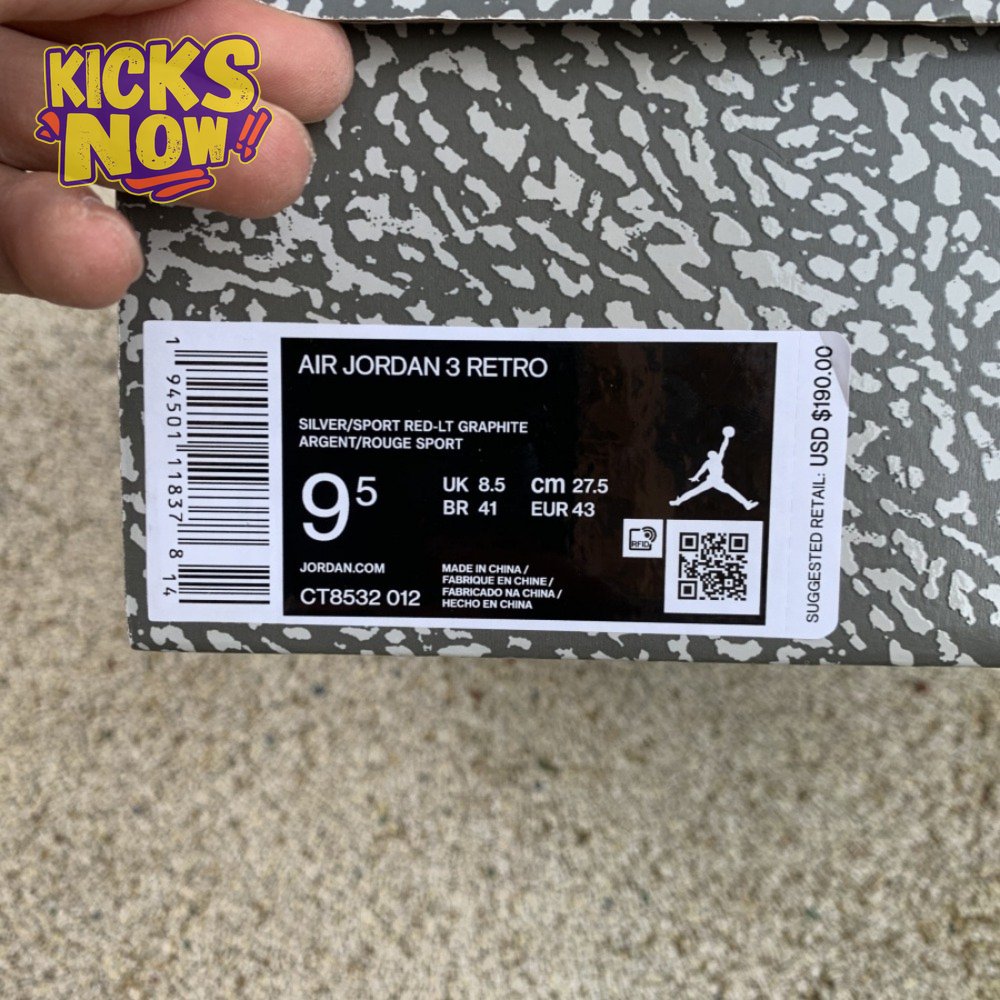 KICKS
NOW!!
AIR JORDAN 3 RETRO
SILVER/SPORT RED-LT GRAPHITE
ARGENT/ROUGE SPORT
9 5
UK 8.5 cm 27.5
BR 41 EUR 43
RFID
JORDAN.COM
CT8532 012
MADE IN CHINA /
FABRIQUE EN CHINE /
FABRICADO NA CHINA /
HECHO EN CHINA
1 94501 11837 8 14
SUGGESTED RETAIL: USD $190.00